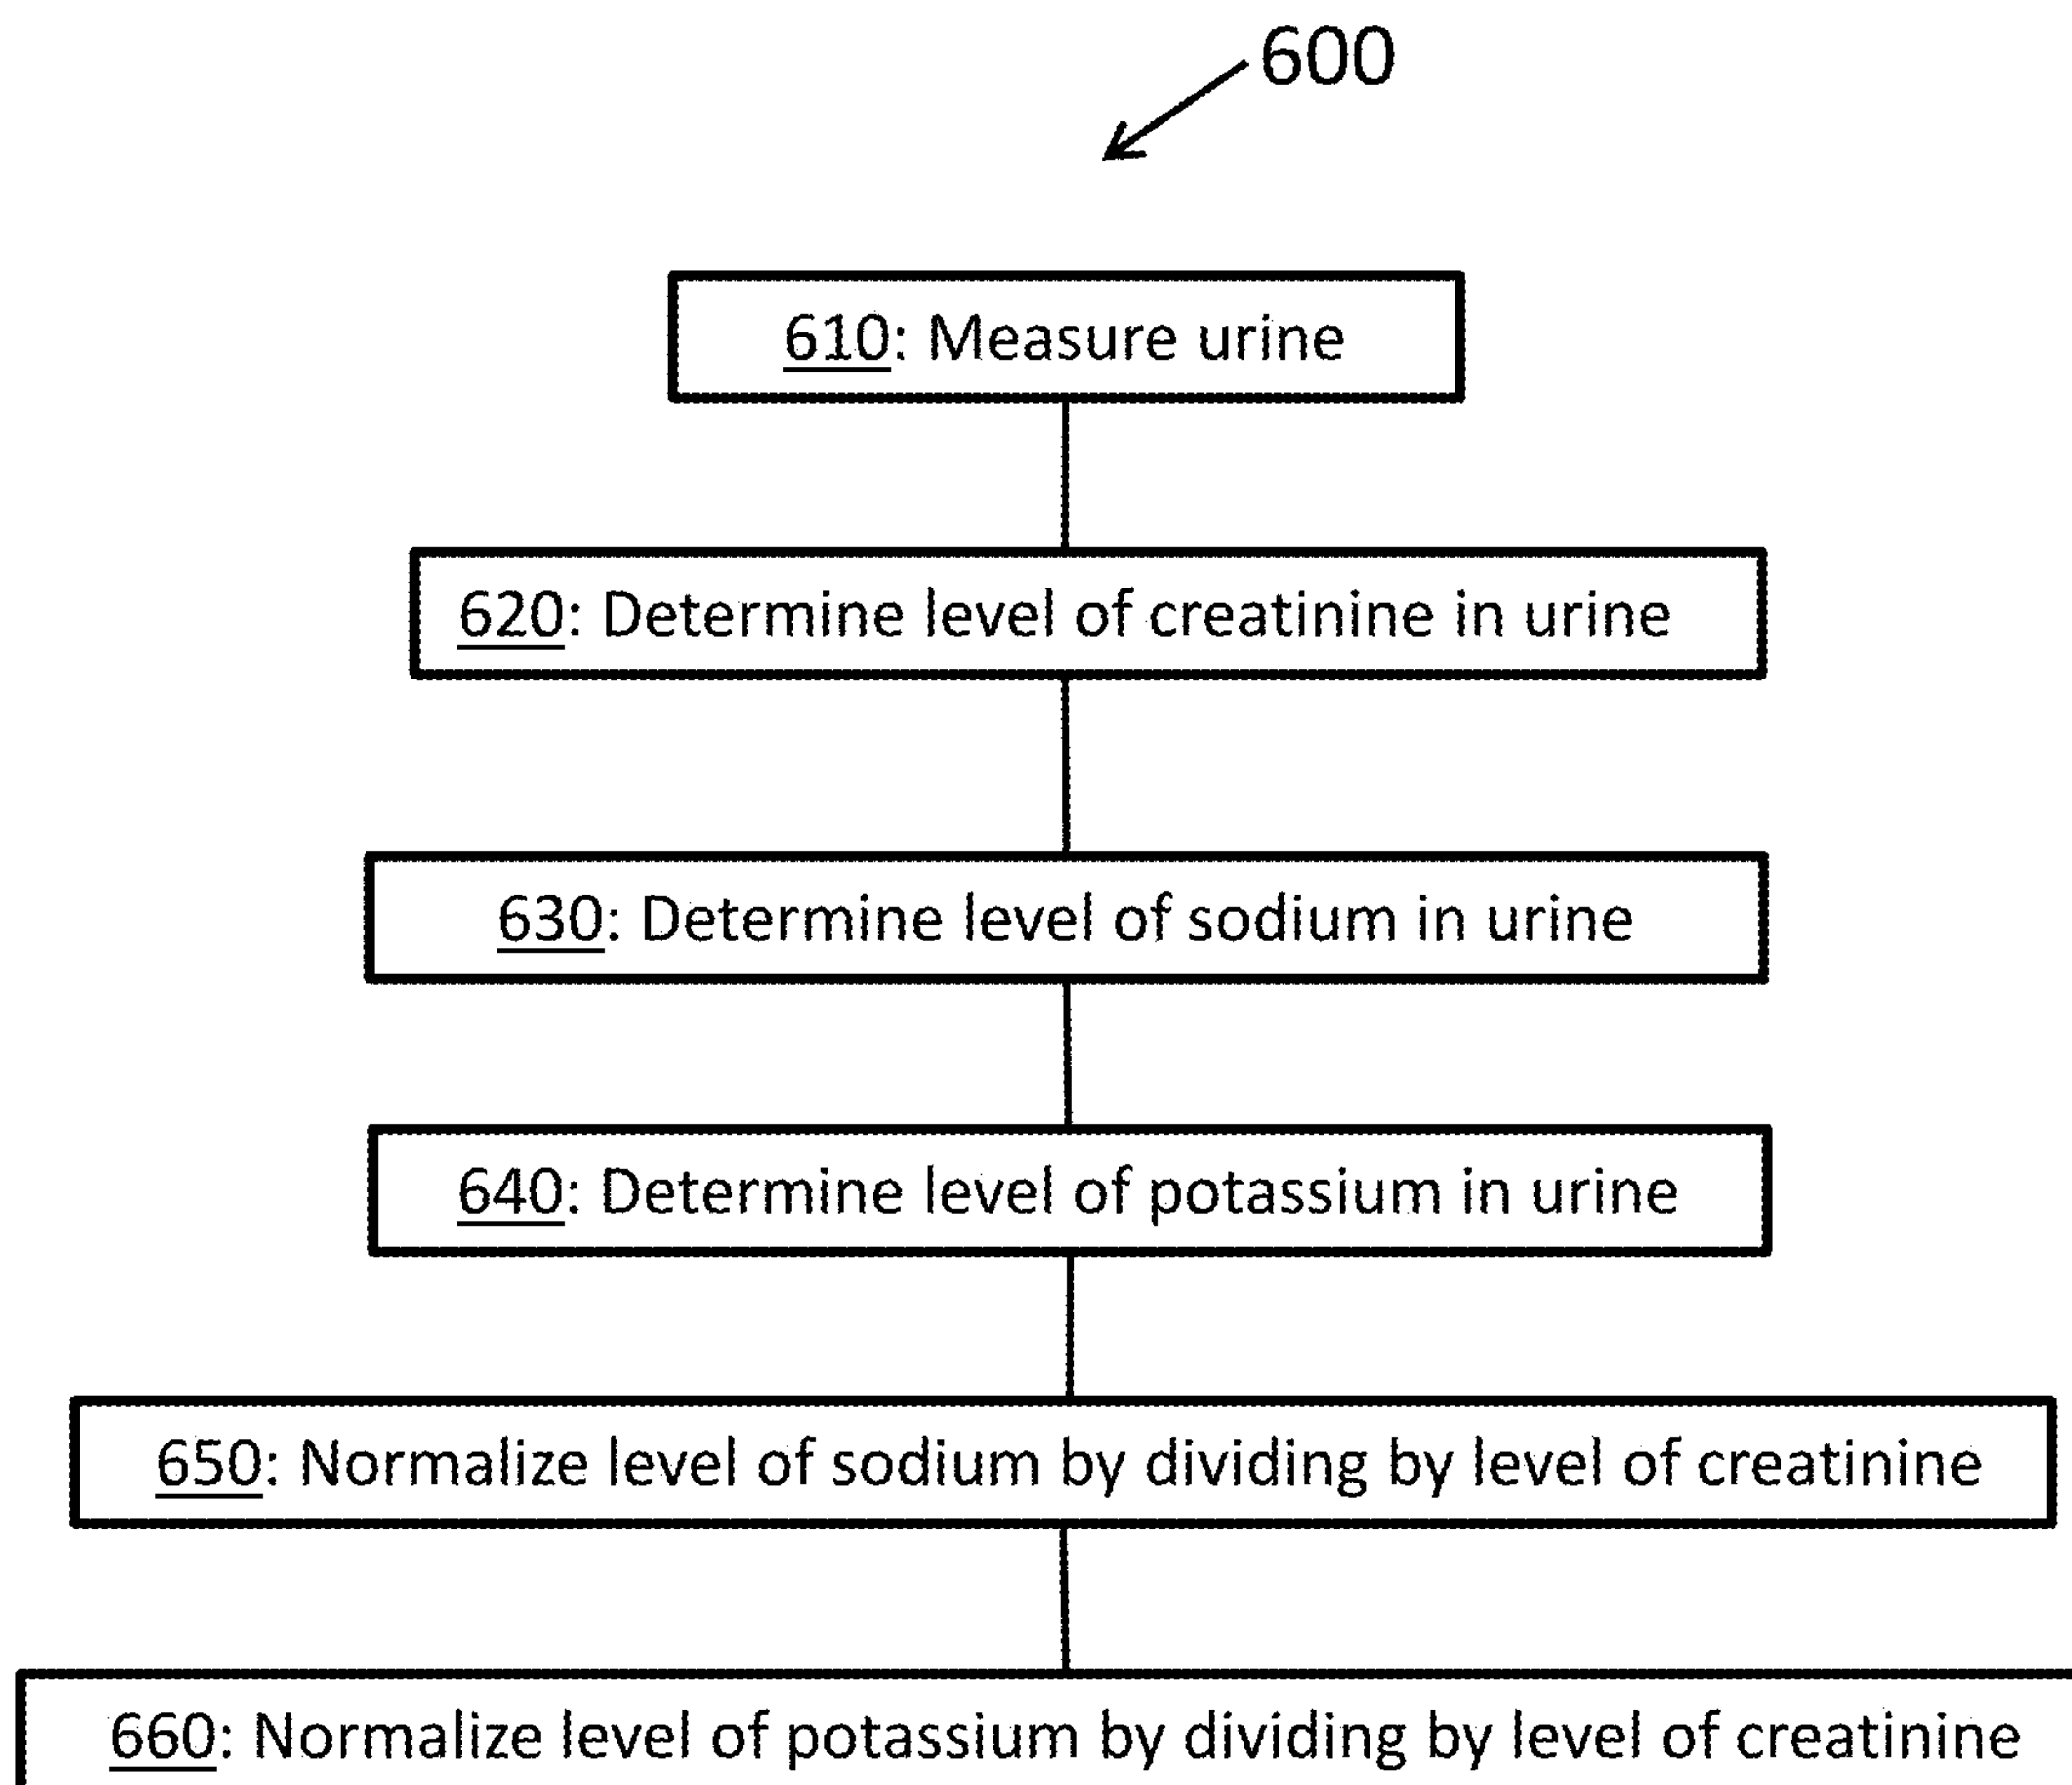 600
610: Measure urine
620: Determine level of creatinine in urine
630: Determine level of sodium in urine
640: Determine level of potassium in urine
650: Normalize level of sodium by dividing by level of creatinine
660: Normalize level of potassium by dividing by level of creatinine